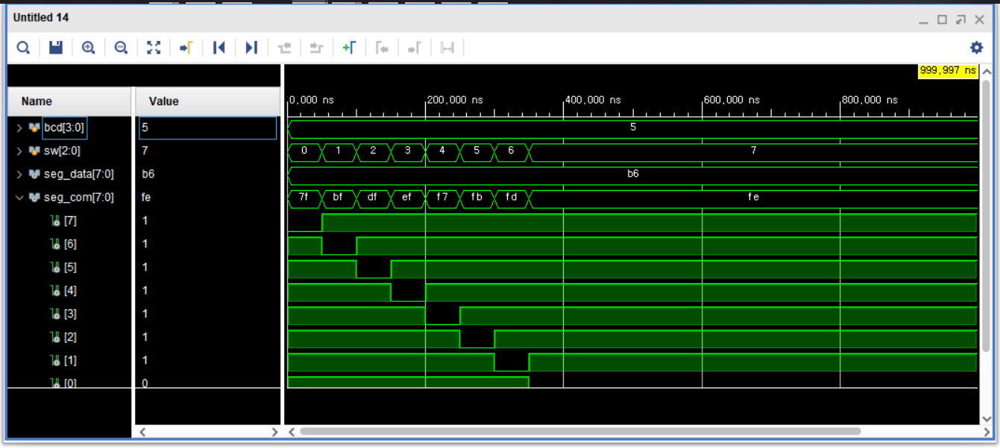 Untitled 14
999,997 ns
Name Value 0,000 ns 200,000 ns 400,000 ns 600,000 ns 800,000 ns
bcd[3:0] 5 5
sw[2:0] 7 0 1 2 3 4 5 6 7
seg_data[7:0] b6 b6
seg_com[7:0] fe 7f bf df ef f7 fb fd fe
[7] 1
[6] 1
[5] 1
[4] 1
[3] 1
[2] 1
[1] 1
[0] 0